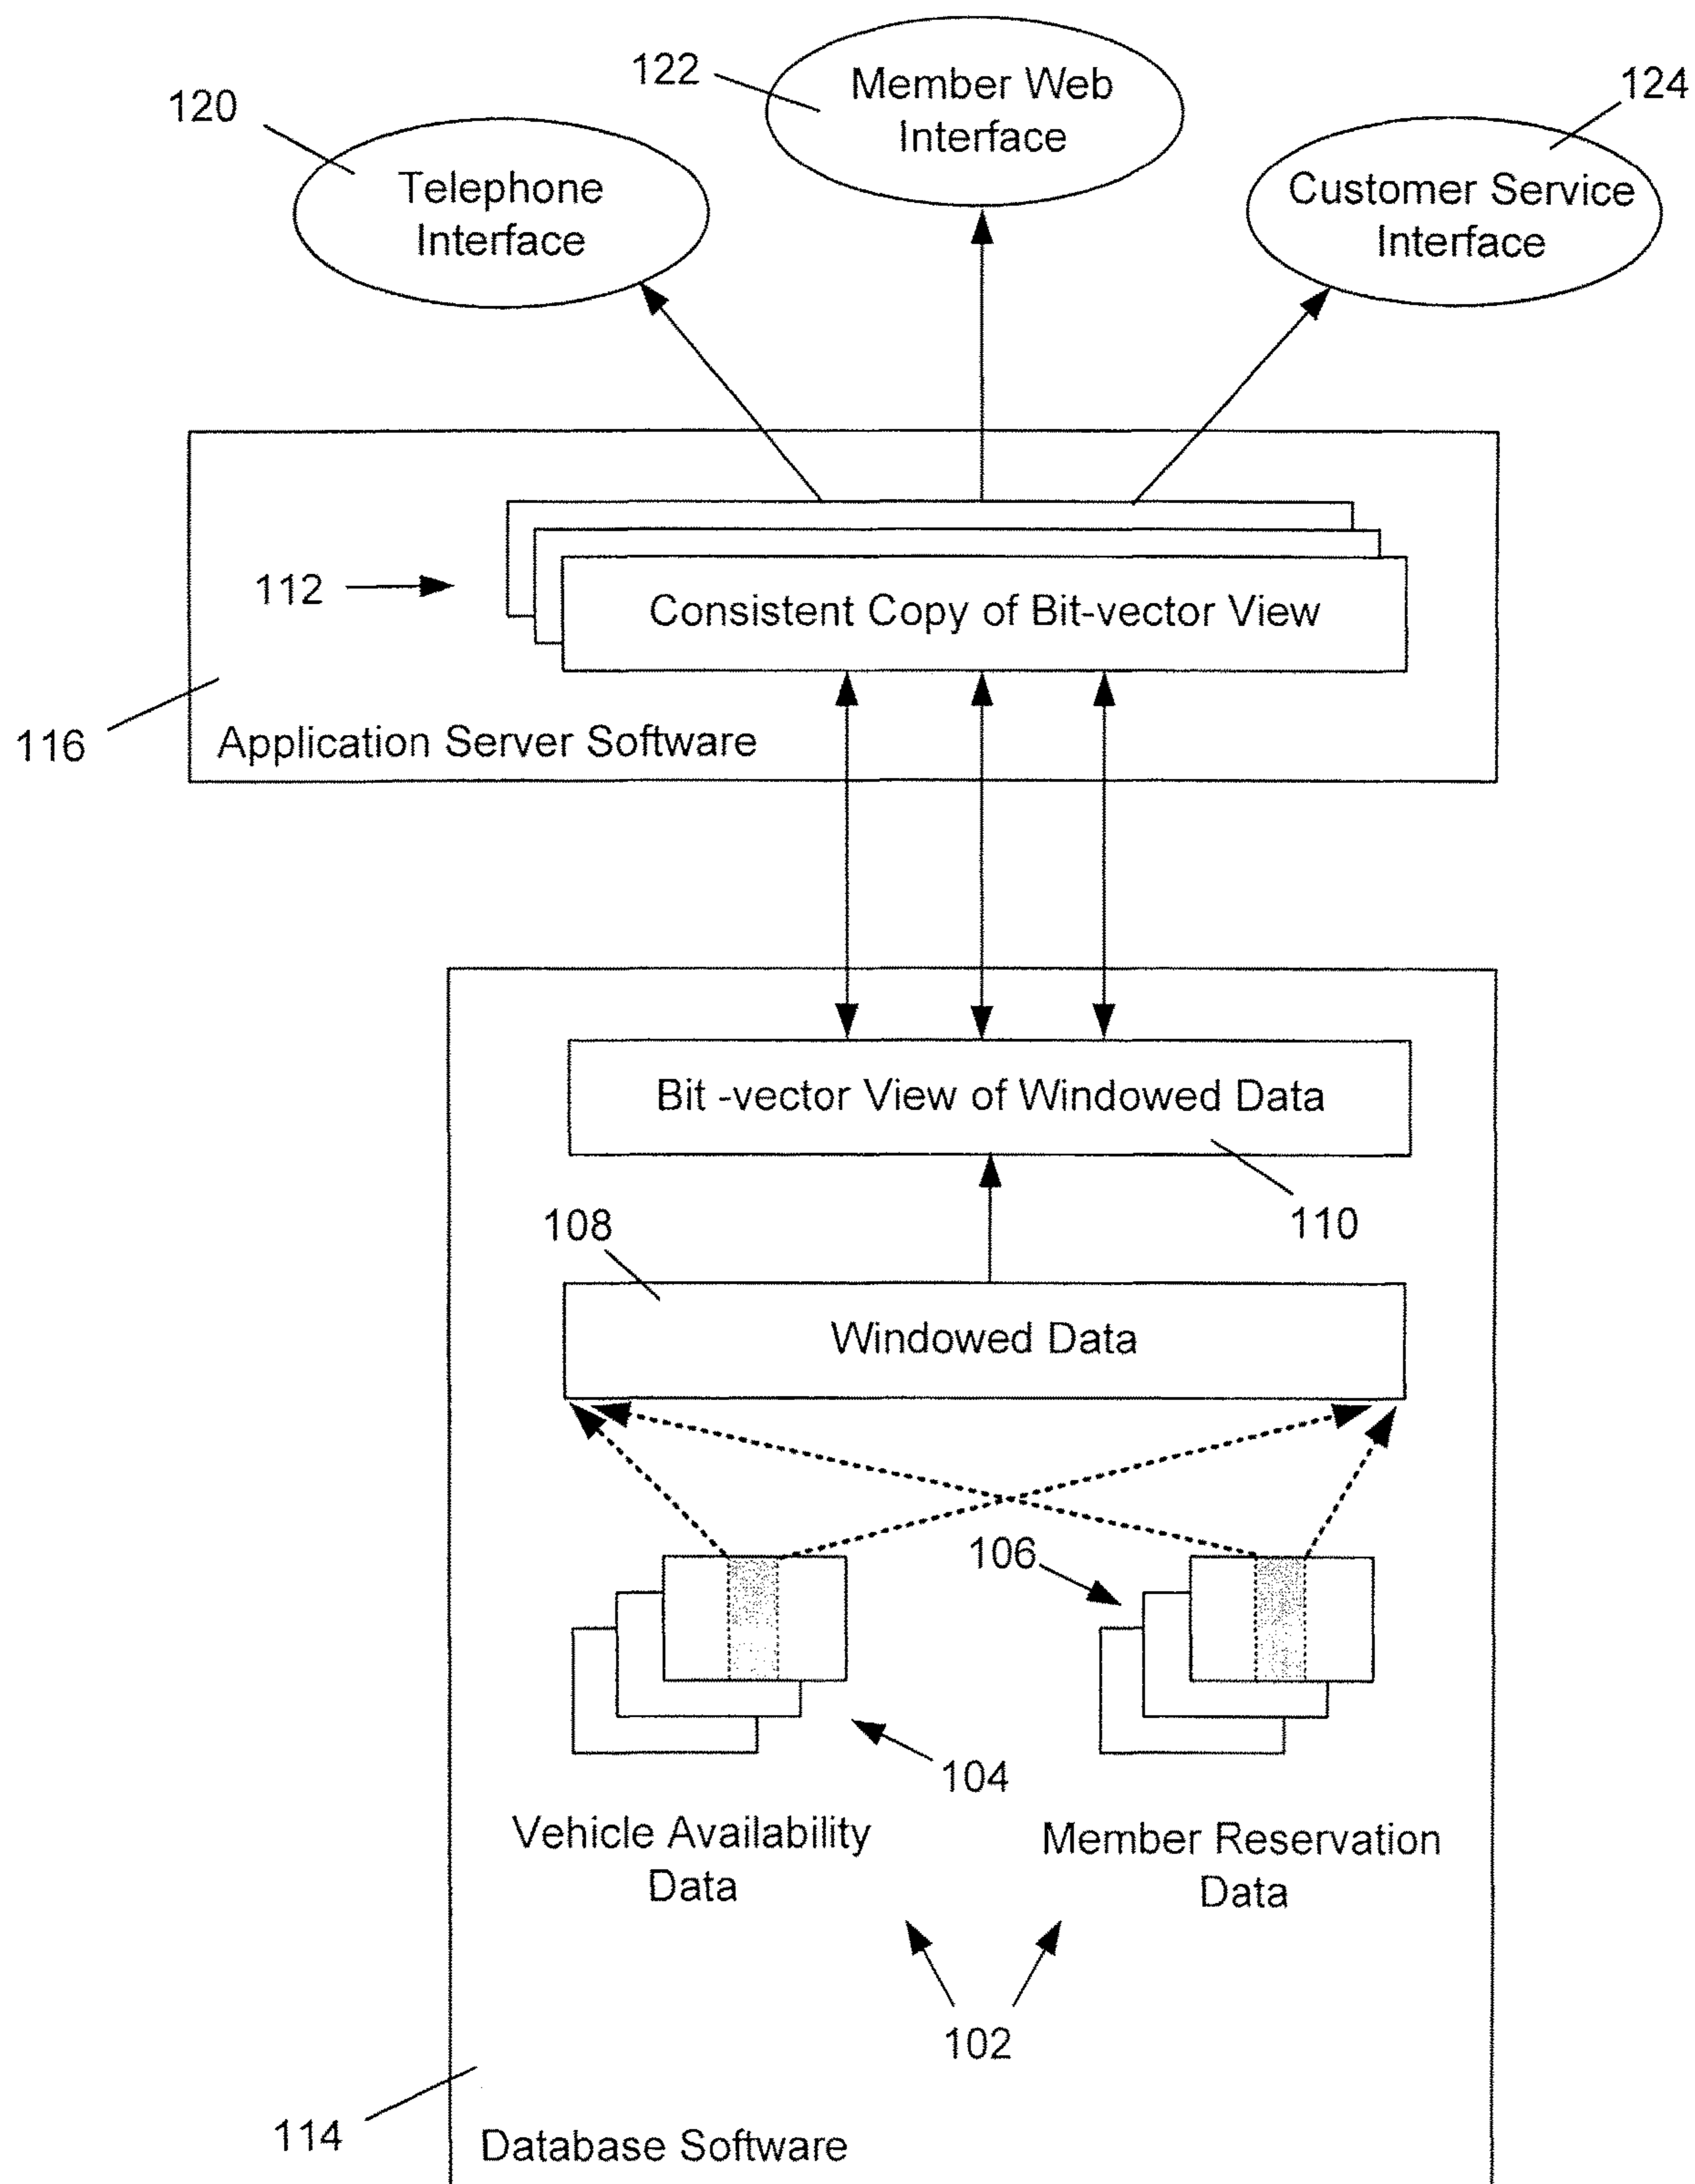 122
Member Web
Interface
124
120
Telephone
Interface
Customer Service
Interface
112
Consistent Copy of Bit-vector View
116
Application Server Software
Bit -vector View of Windowed Data
110
108
Windowed Data
106
104
Vehicle Availability
Data
Member Reservation
Data
102
114
Database Software